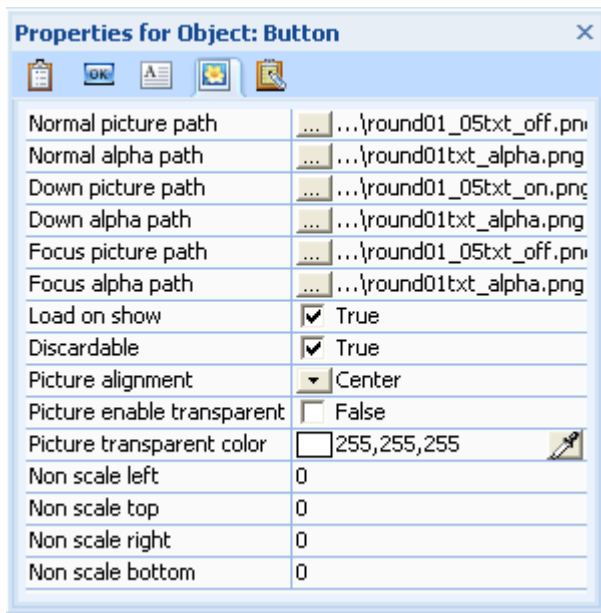 Properties for Object: Button
OK A
Normal picture path ... ...\round01_05txt_off.pn
Normal alpha path ... ...\round01txt_alpha.png
Down picture path ... ...\round01_05txt_on.png
Down alpha path ... ...\round01txt_alpha.png
Focus picture path ... ...\round01_05txt_off.pn
Focus alpha path ... ...\round01txt_alpha.png
Load on show True
Discardable True
Picture alignment Center
Picture enable transparent False
Picture transparent color 255,255,255
Non scale left 0
Non scale top 0
Non scale right 0
Non scale bottom 0